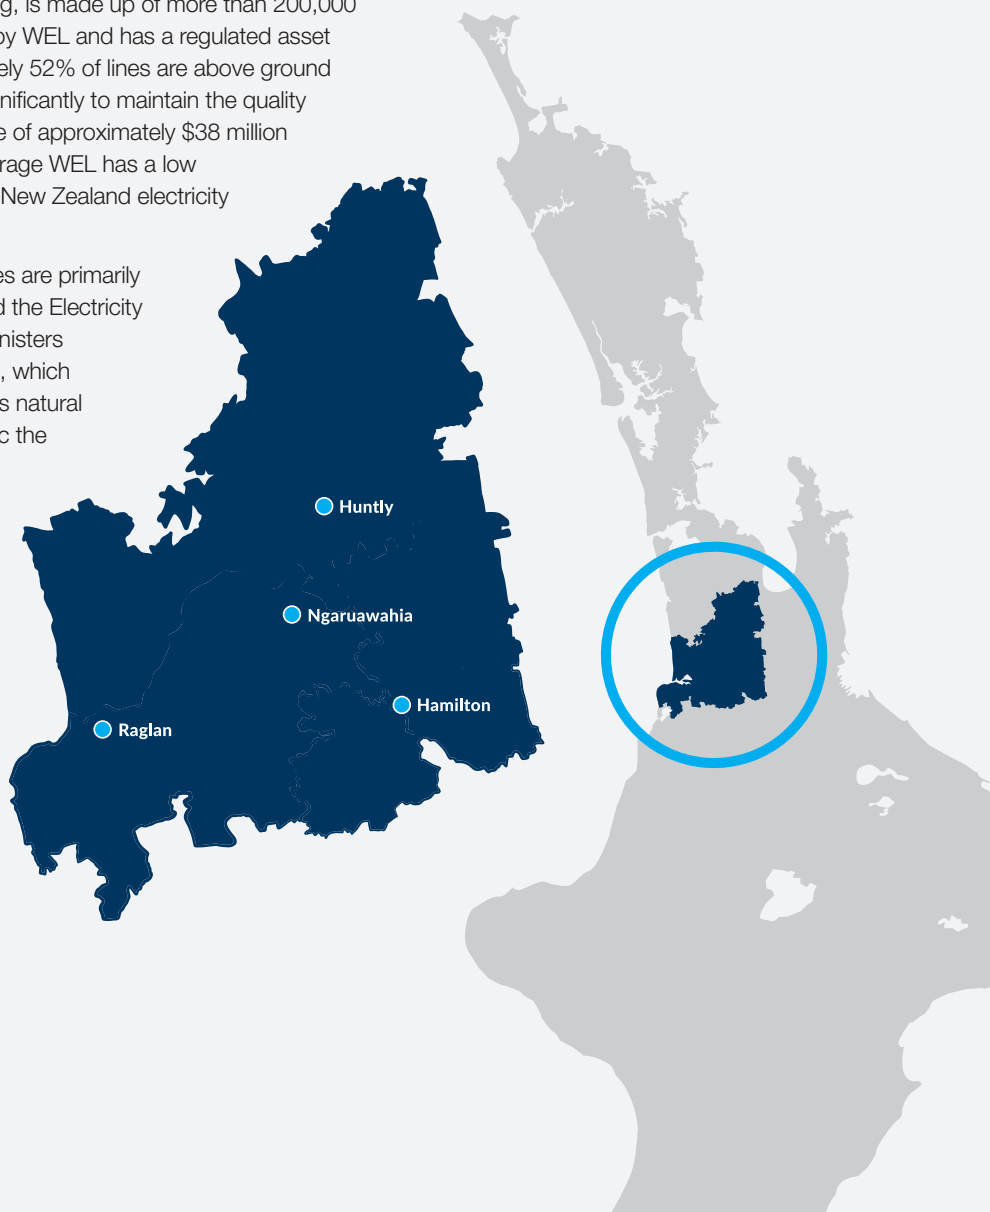 g, is made up of more than 200,000
by WEL and has a regulated asset
ely 52% of lines are above ground
nificantly to maintain the quality
e of approximately $38 million
rage WEL has a low
New Zealand electricity
es are primarily
d the Electricity
nisters
, which
s natural
c the
Huntly
Ngaruawahia
Hamilton
Raglan